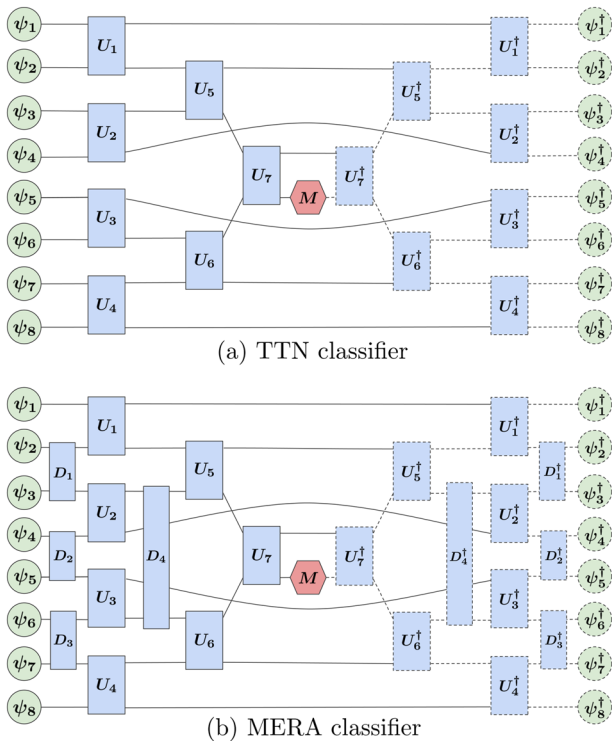 ψ₁ U₁ U₁† ψ₁†
ψ₂ U₅ U₅† ψ₂†
ψ₃ U₂ U₂† ψ₃†
ψ₄ U₇ U₇† ψ₄†
ψ₅ U₃ M U₃† ψ₅†
ψ₆ U₆ U₆† ψ₆†
ψ₇ U₄ U₄† ψ₇†
ψ₈ ψ₈†
(a) TTN classifier
ψ₁ U₁ U₁† ψ₁†
ψ₂ D₁ U₅ U₅† D₁† ψ₂†
ψ₃ U₂ U₂† ψ₃†
ψ₄ D₂ D₄ U₇ U₇† D₄† D₂† ψ₄†
ψ₅ U₃ M U₃† ψ₅†
ψ₆ D₃ U₆ U₆† D₃† ψ₆†
ψ₇ U₄ U₄† ψ₇†
ψ₈ ψ₈†
(b) MERA classifier